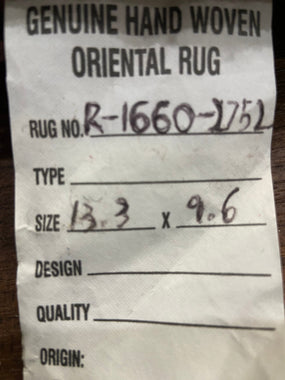 GENUINE HAND WOVEN
ORIENTAL RUG
RUG NO. R-1660-2752
TYPE
SIZE 13.3 X 9.6
DESIGN
QUALITY
ORIGIN: